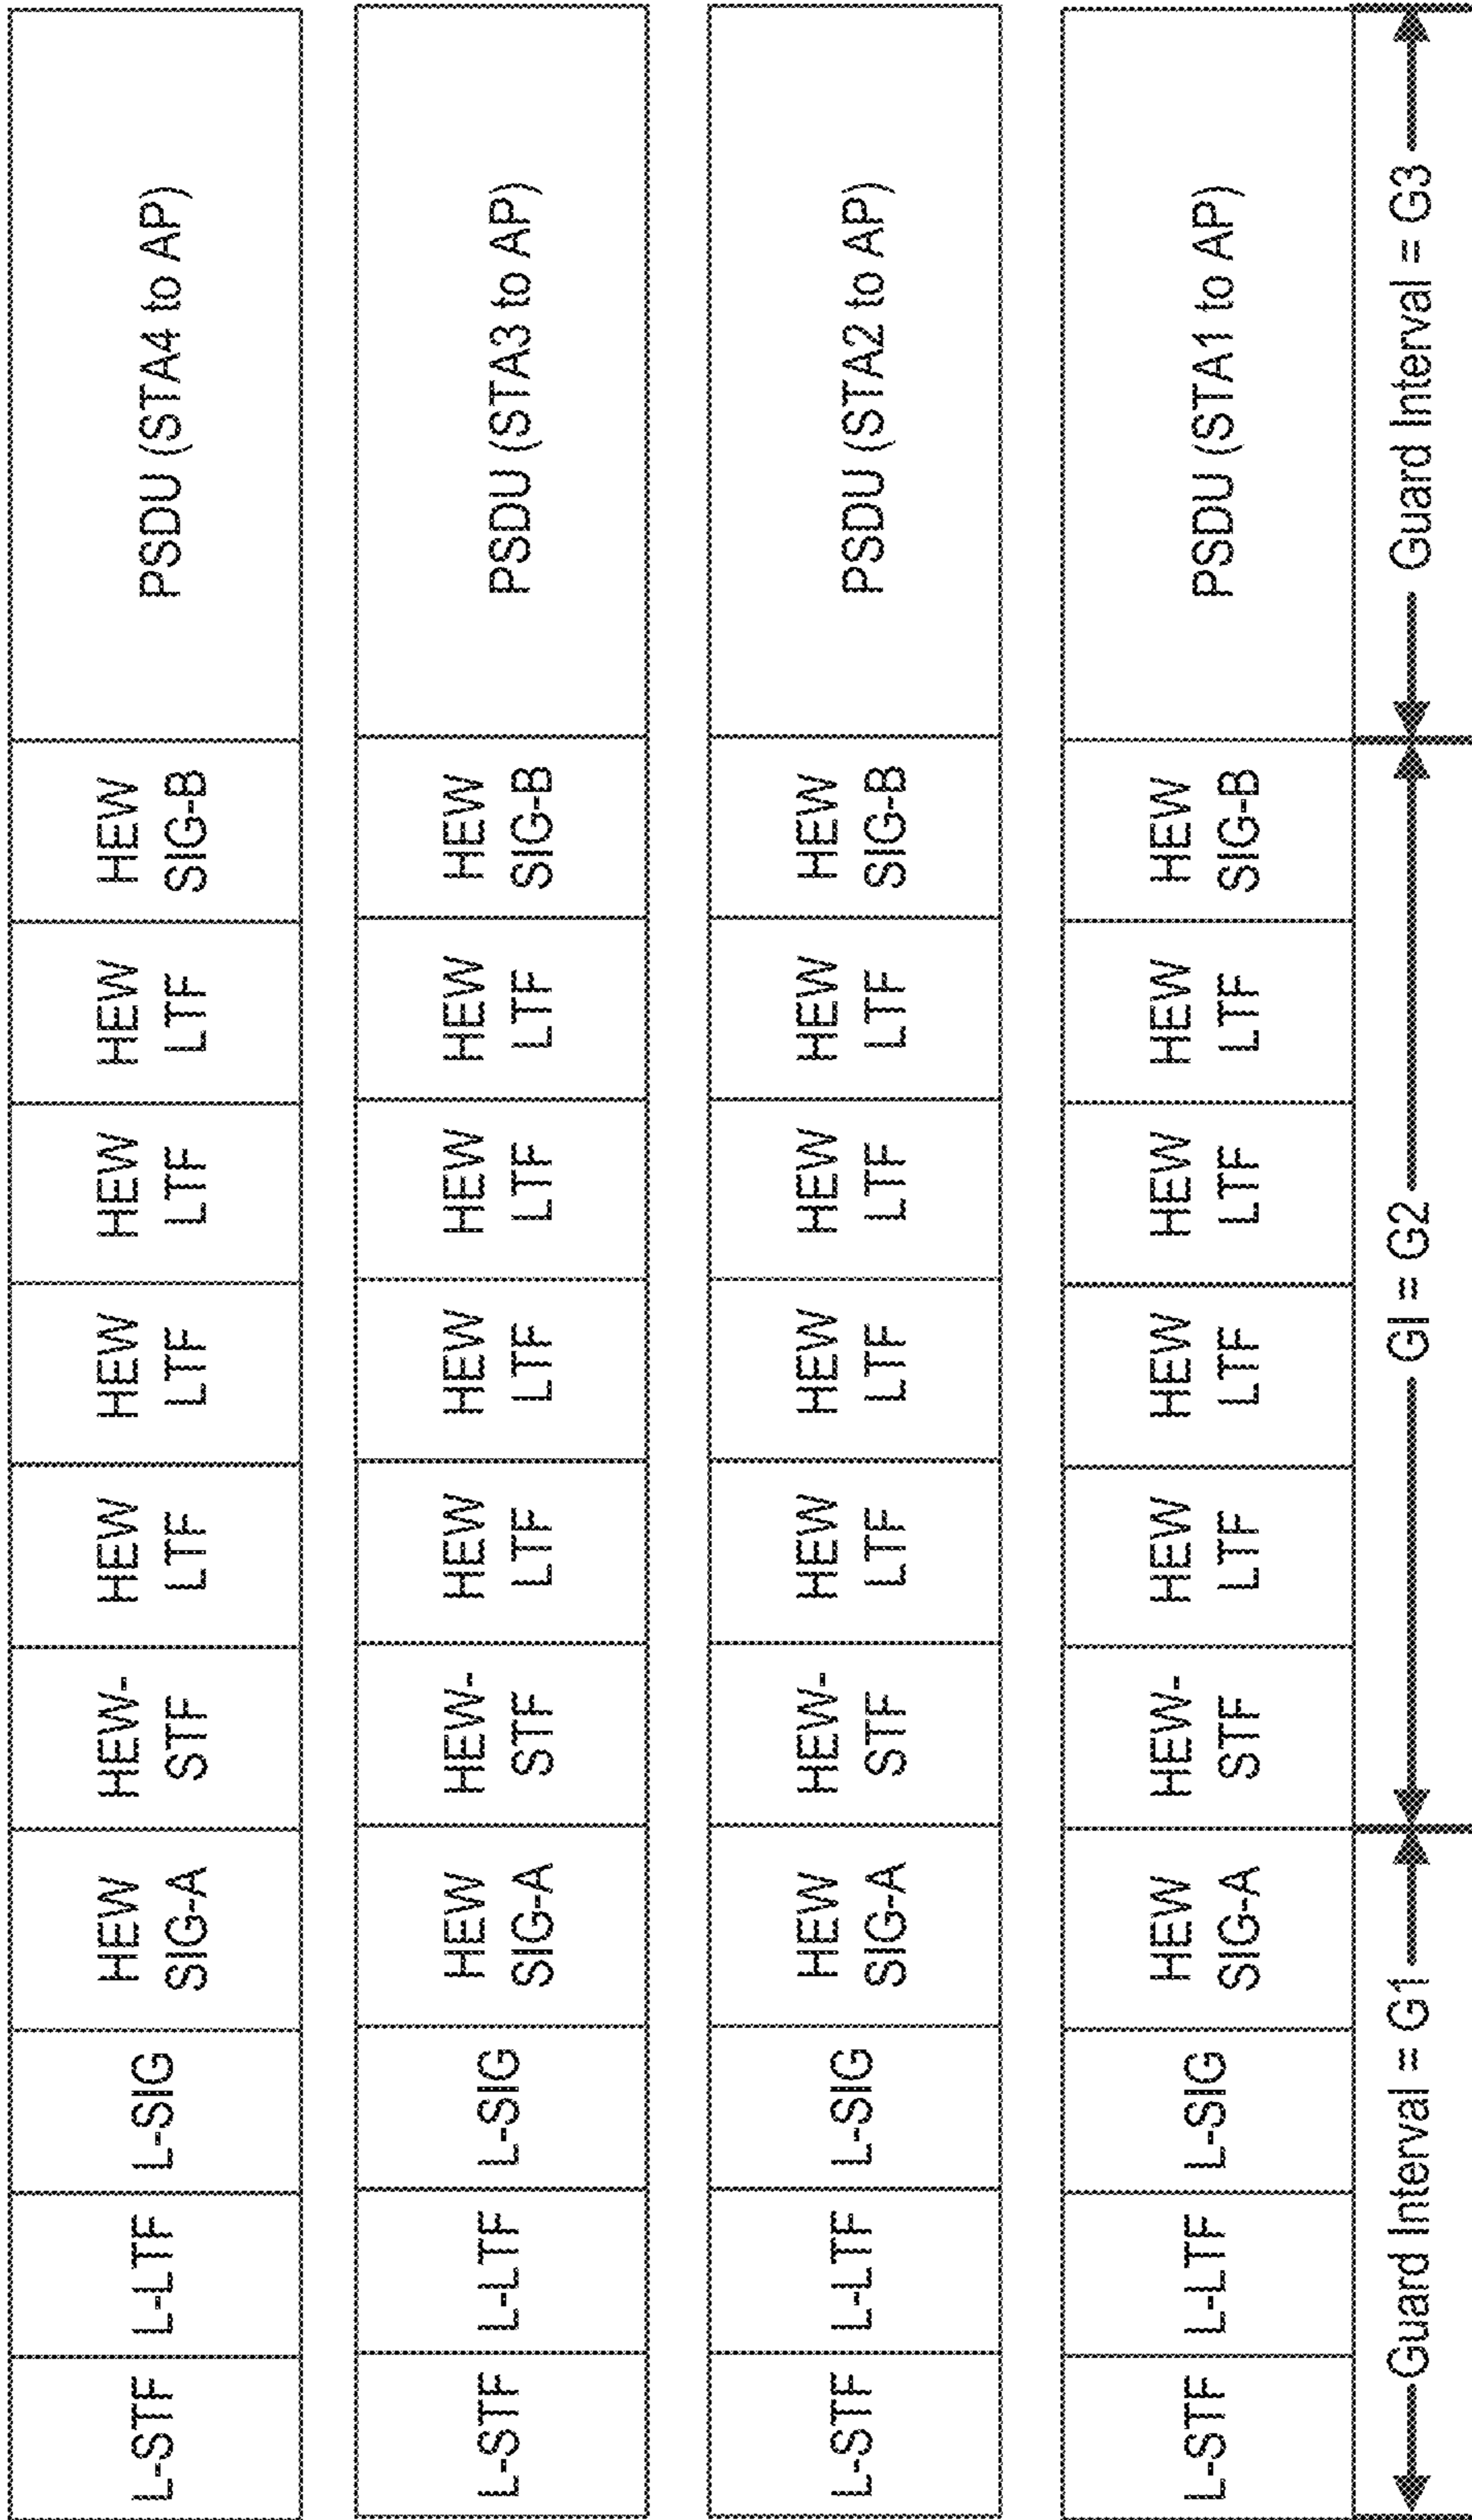 L-STF
L-LTF
L-SIG
HEW
SIG-A
HEW-
STF
HEW
LTF
HEW
LTF
HEW
LTF
HEW
LTF
HEW
SIG-B
PSDU (STA4 to AP)
L-STF
L-LTF
L-SIG
HEW
SIG-A
HEW-
STF
HEW
LTF
HEW
LTF
HEW
LTF
HEW
LTF
HEW
SIG-B
PSDU (STA3 to AP)
L-STF
L-LTF
L-SIG
HEW
SIG-A
HEW-
STF
HEW
LTF
HEW
LTF
HEW
LTF
HEW
LTF
HEW
SIG-B
PSDU (STA2 to AP)
L-STF
L-LTF
L-SIG
HEW
SIG-A
HEW-
STF
HEW
LTF
HEW
LTF
HEW
LTF
HEW
LTF
HEW
SIG-B
PSDU (STA1 to AP)
Guard Interval = G1
GI = G2
Guard Interval = G3